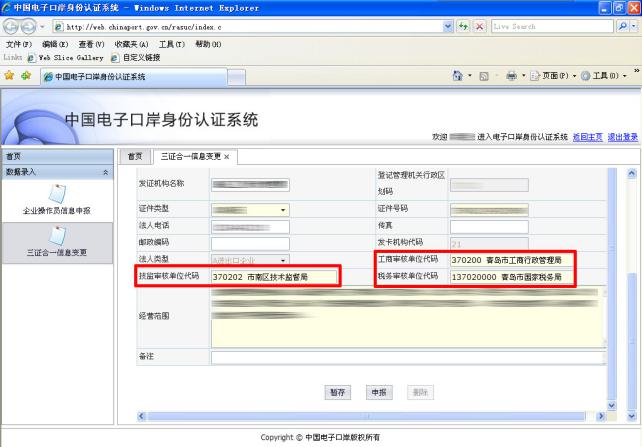 中国电子口岸身份认证系统 - Windows Internet Explorer
http://web.chinaport.gov.cn/rasuc/index.c
Live Search
文件(F) 编辑(E) 查看(V) 收藏夹(A) 工具(T) 帮助(H)
Links Web Slice Gallery 自定义链接
中国电子口岸身份认证系统
页面(P) 工具(O)
中国电子口岸身份认证系统
欢迎 进入电子口岸身份认证系统 返回主页 退出登录
首页
数据录入
企业操作员信息申报
三证合一信息变更
首页 三证合一信息变更 ×
发证机构名称 登记管理机关行政区划码
证件类型 证件号码
法人电话 传真
邮政编码 发卡机构代码 21
法人类型 A进出口企业 工商审核单位代码 370200 青岛市工商行政管理局
技监审核单位代码 370202 市南区技术监督局 税务审核单位代码 137020000 青岛市国家税务局
经营范围
备注
暂存 申报 删除
Copyright © 中国电子口岸版权所有